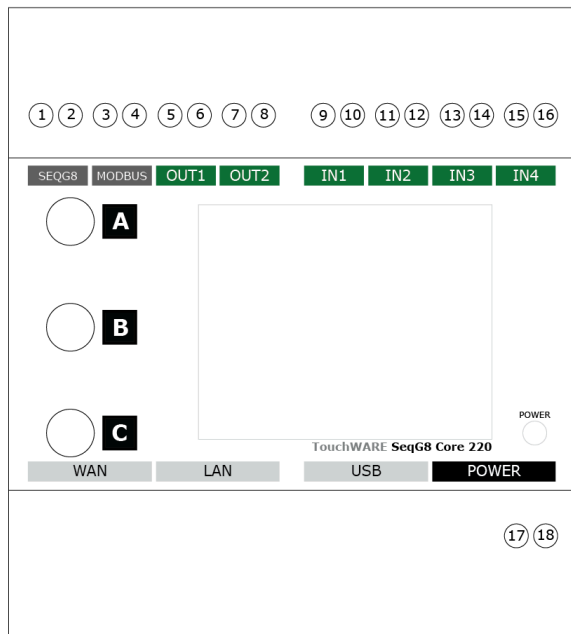 1 2 3 4 5 6 7 8 9 10 11 12 13 14 15 16
SEQG8 MODBUS OUT1 OUT2 IN1 IN2 IN3 IN4
A
B
C
POWER
TouchWARE SeqG8 Core 220
WAN LAN USB POWER
17 18